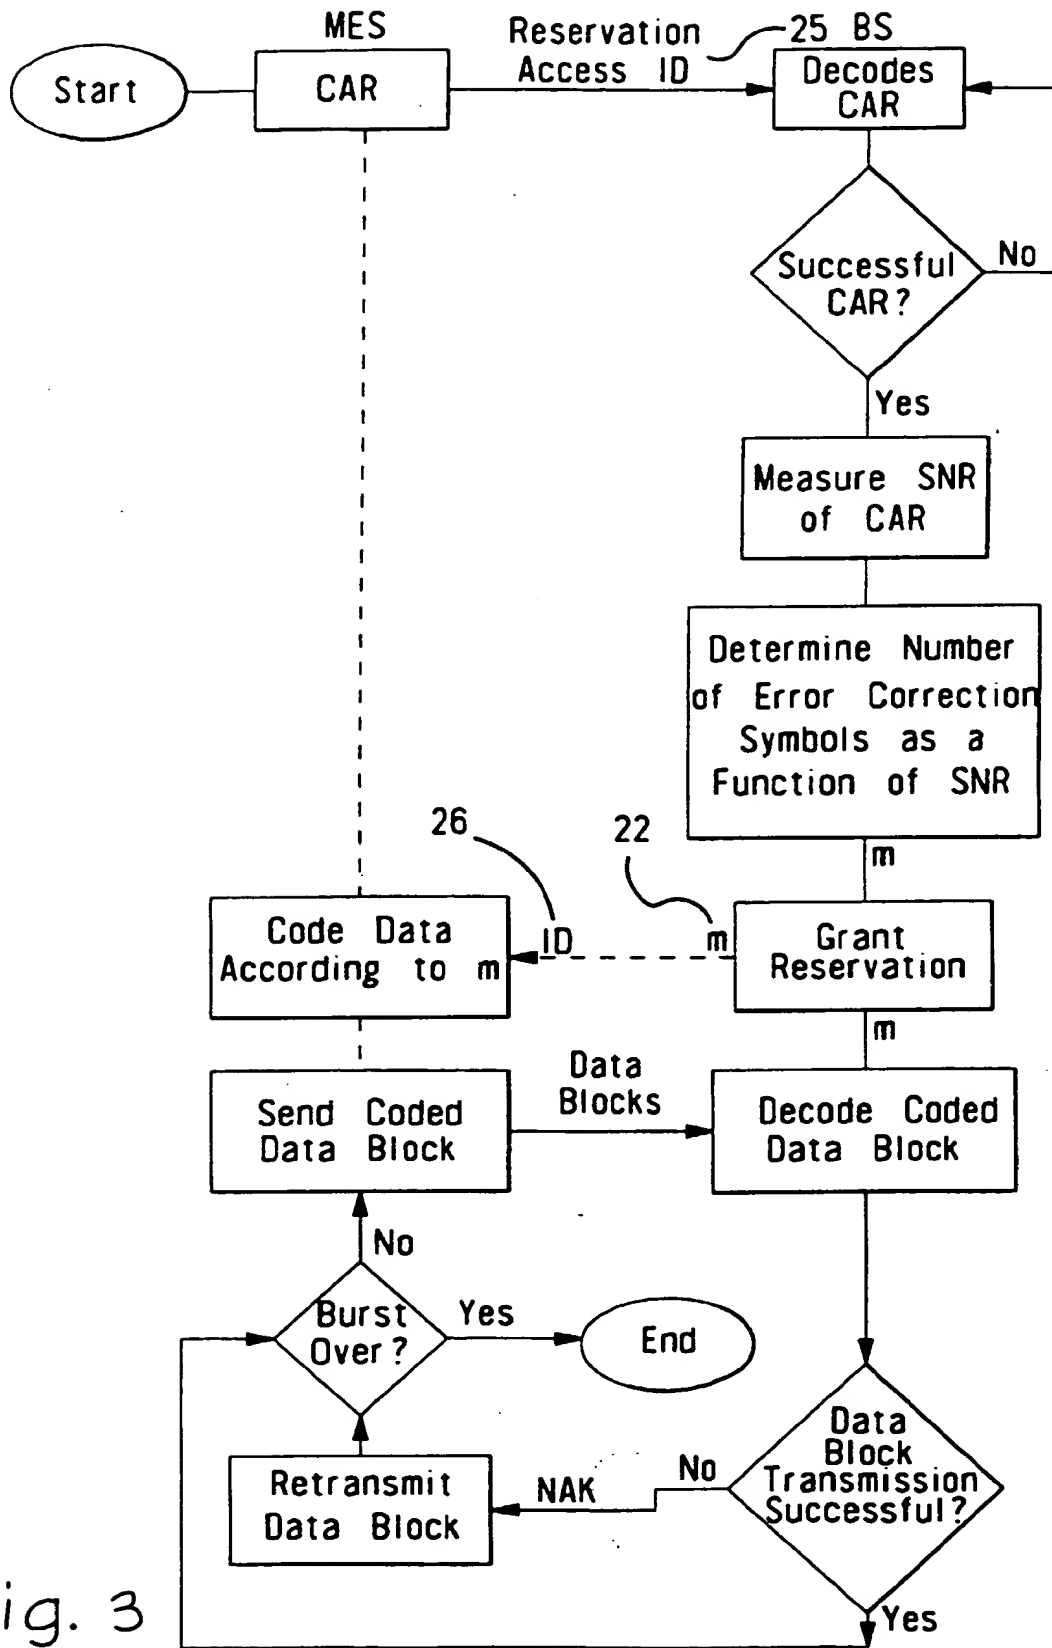 MES
Reservation
Access ID
25 BS
Start
CAR
Decodes
CAR
Successful
CAR?
No
Yes
Measure SNR
of CAR
Determine Number
of Error Correction
Symbols as a
Function of SNR
m
26
22
Code Data
According to m
ID
m
Grant
Reservation
m
Send Coded
Data Block
Data
Blocks
Decode Coded
Data Block
No
Burst
Over?
Yes
End
Data
Block
Transmission
Successful?
No
NAK
Retransmit
Data Block
Yes
ig. 3